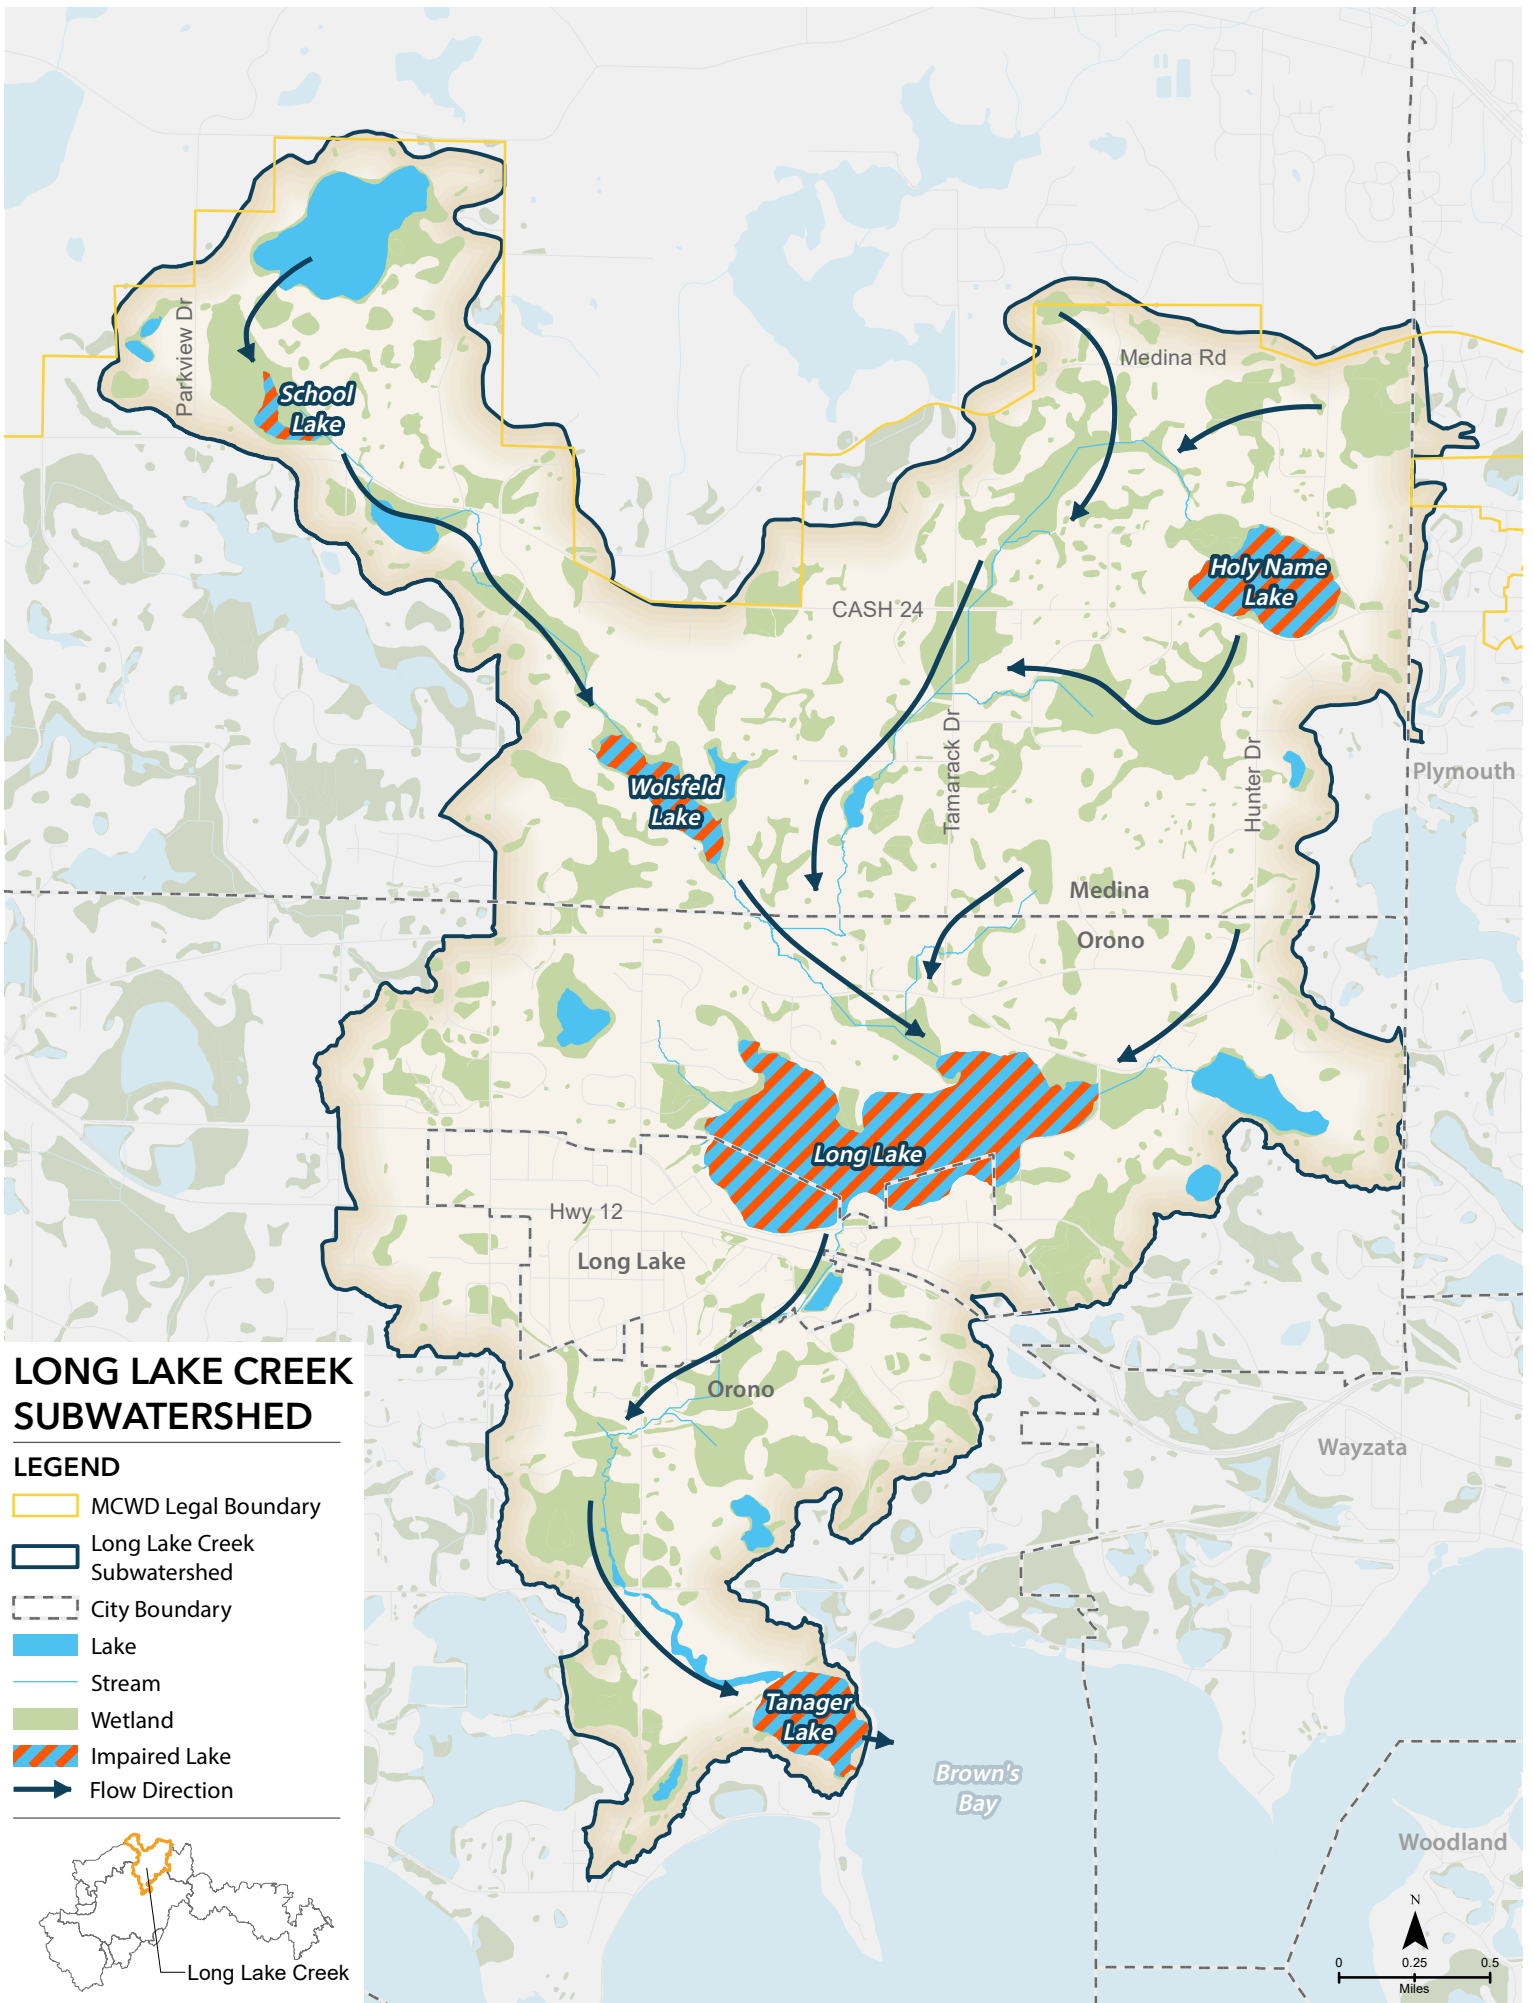 Parkview Dr
School
Lake
Medina Rd
Holy Name
Lake
CASH 24
Tamarack Dr
Hunter Dr
Plymouth
Wolsfeld
Lake
Medina
Orono
Long Lake
Hwy 12
Long Lake
Orono
Wayzata
Tanager
Lake
Brown's
Bay
Woodland
LONG LAKE CREEK
SUBWATERSHED
LEGEND
MCWD Legal Boundary
Long Lake Creek
Subwatershed
City Boundary
Lake
Stream
Wetland
Impaired Lake
Flow Direction
Long Lake Creek
N
0 0.25 0.5
Miles